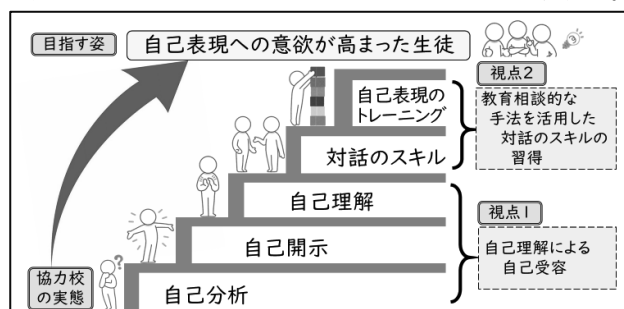 目指す姿
自己表現への意欲が高まった生徒
視点2
教育相談的な
手法を活用した
対話のスキルの
習得
自己表現の
トレーニング
対話のスキル
自己理解
自己開示
自己分析
視点1
自己理解による
自己受容
協力校
の実態
?